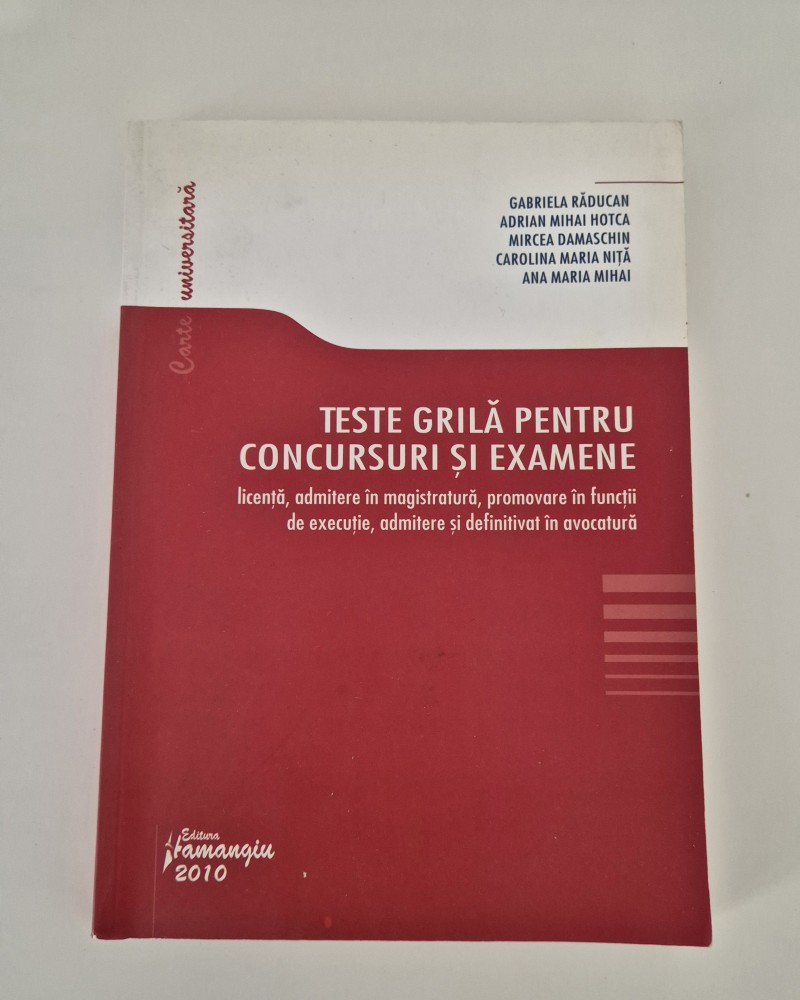 Carte universitară
GABRIELA RĂDUCAN
ADRIAN MIHAI HOTCA
MIRCEA DAMASCHIN
CAROLINA MARIA NIȚĂ
ANA MARIA MIHAI
TESTE GRILĂ PENTRU
CONCURSURI ȘI EXAMENE
licență, admitere în magistratură, promovare în funcții
de execuție, admitere și definitivat în avocatură
Editura
Hamangiu
2010